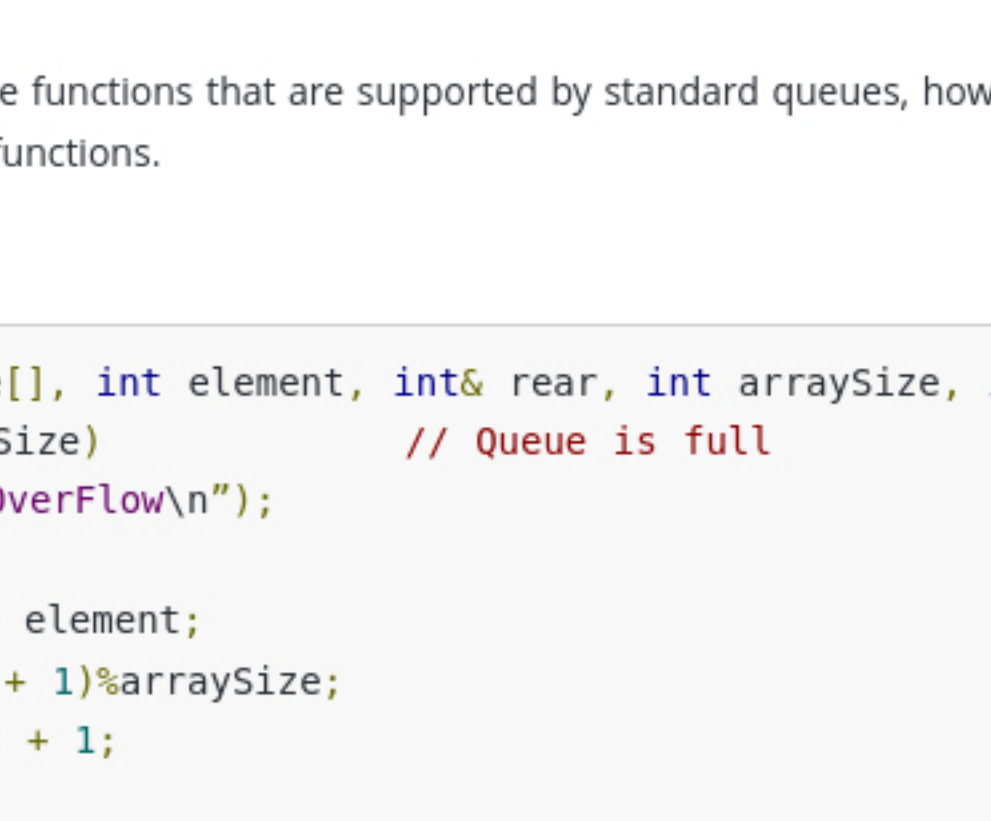 e functions that are supported by standard queues, how
functions.
e[], int element, int& rear, int arraySize,
Size) // Queue is full
OverFlow\n”);
element;
+ 1)%arraySize;
+ 1;